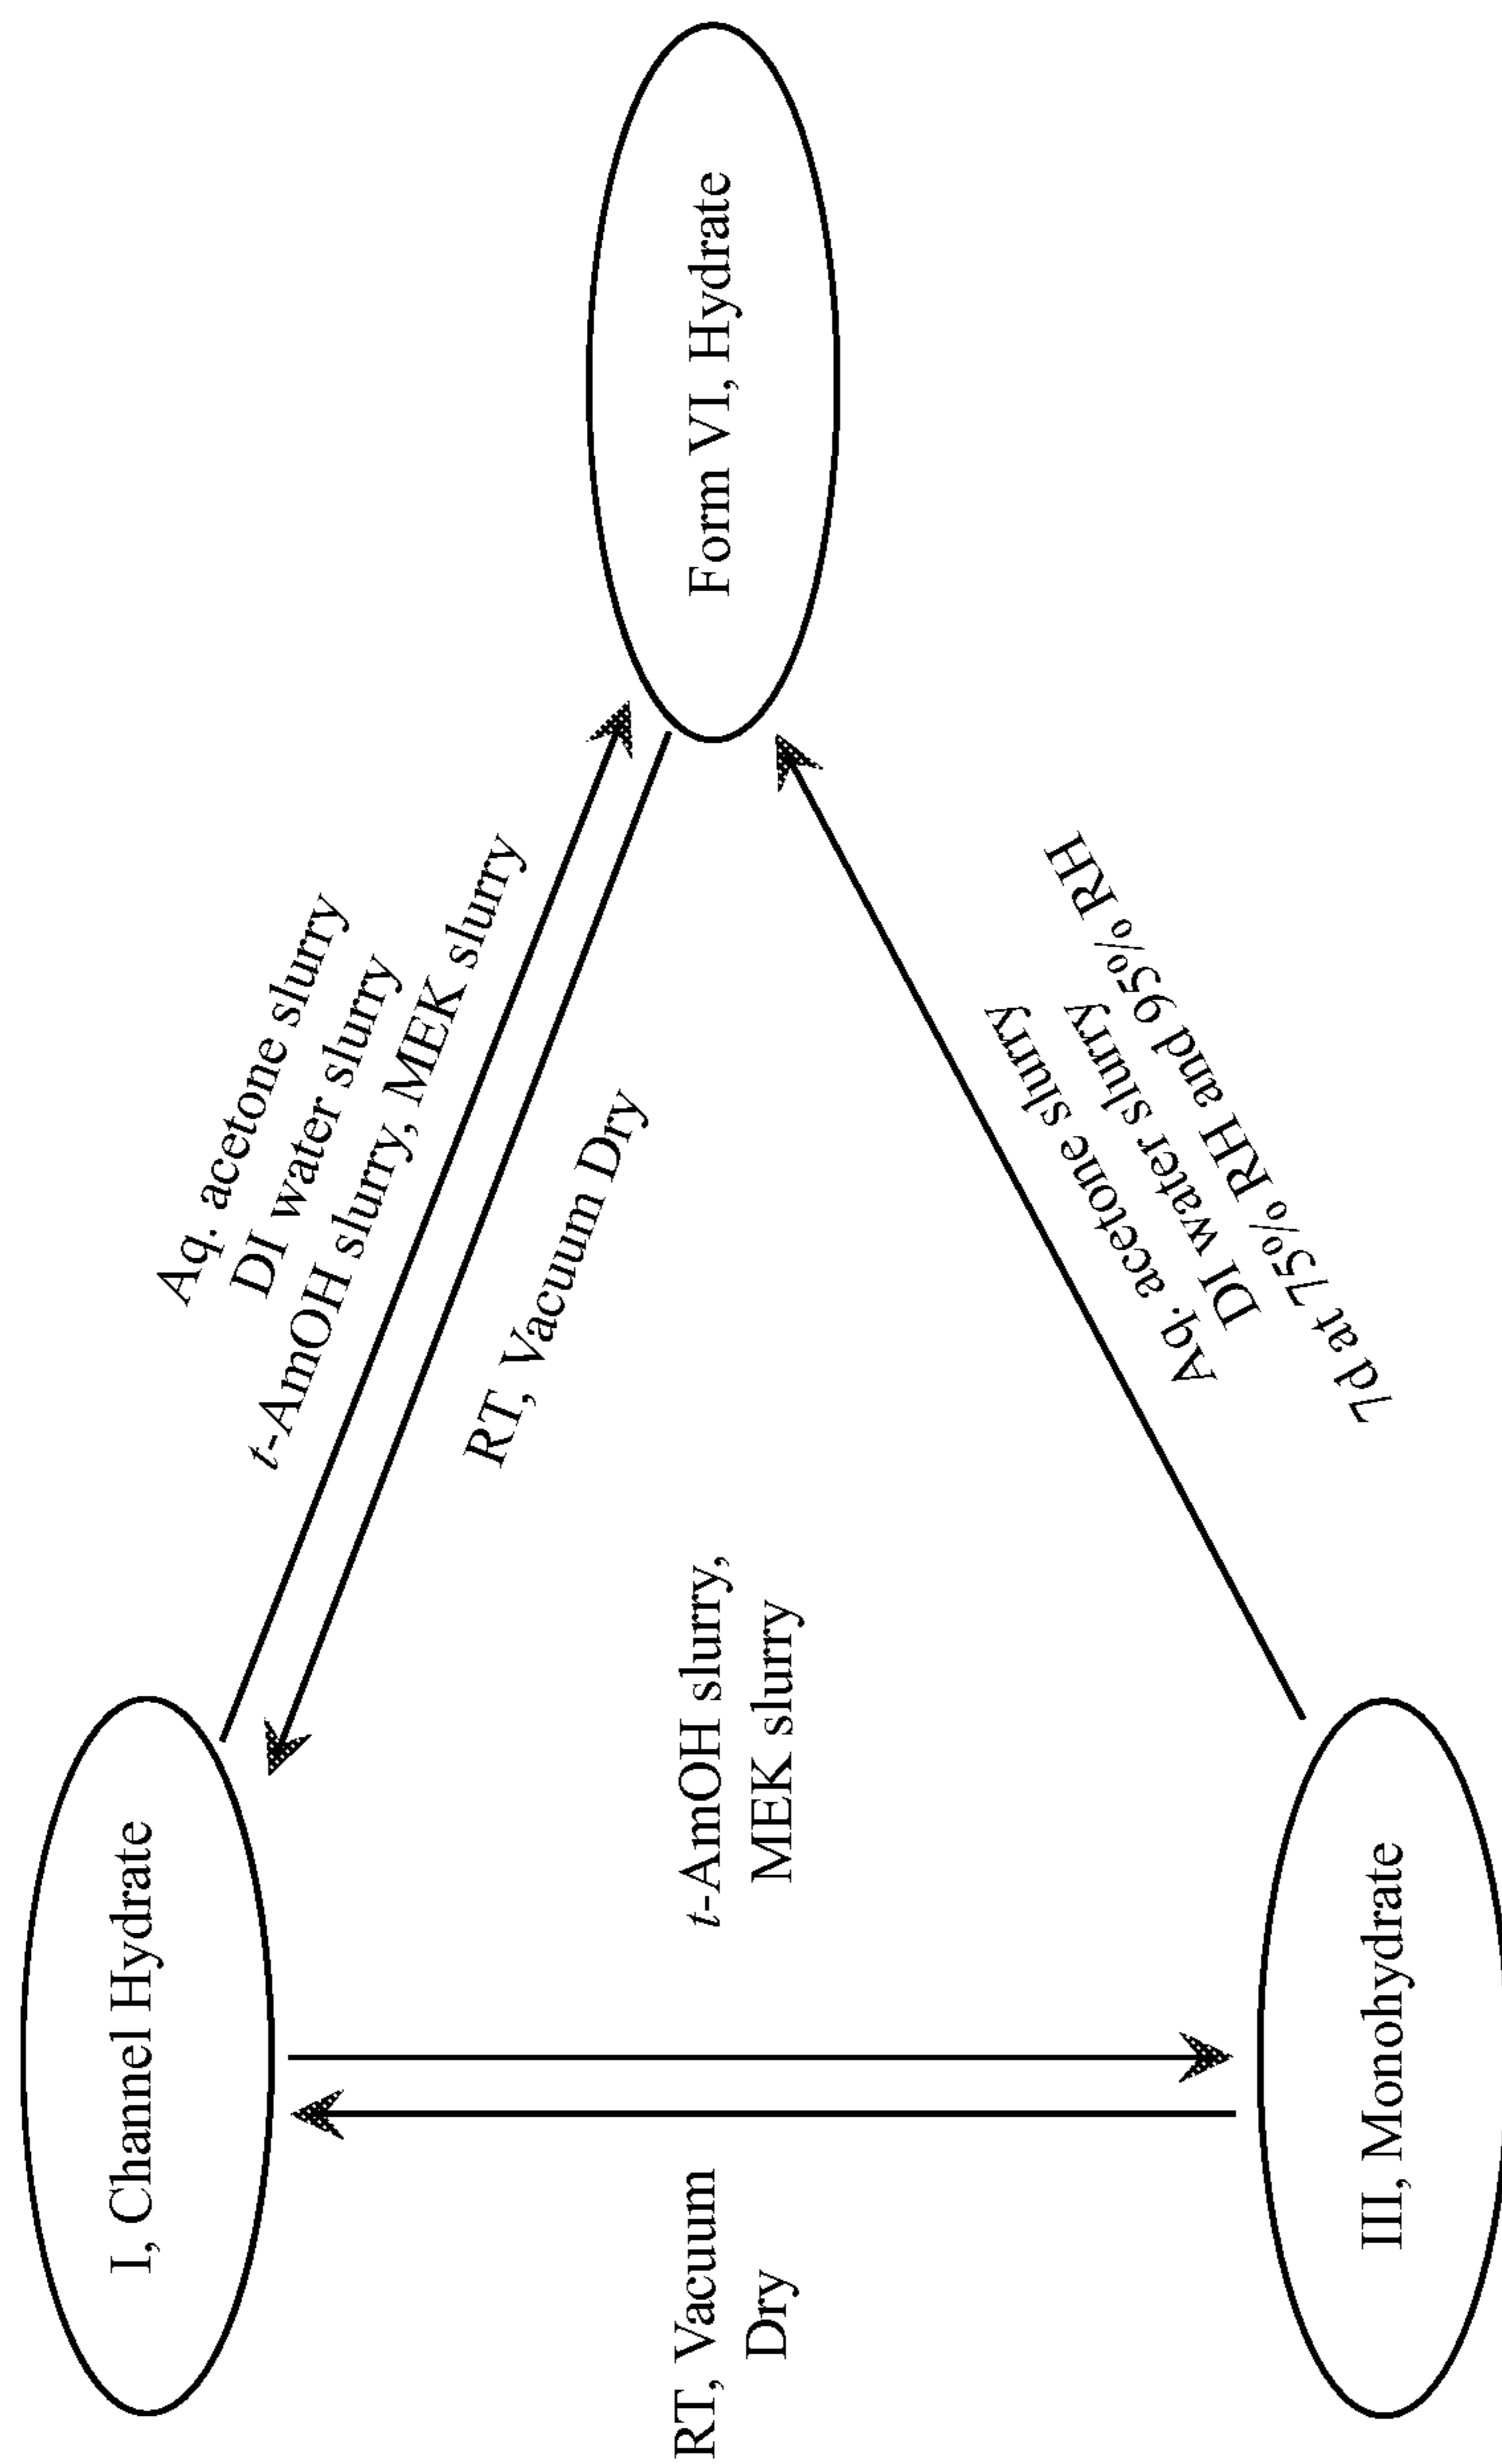 I, Channel Hydrate
Aq. acetone slurry
DI water slurry
t-AmOH slurry, MEK slurry
RT, Vacuum Dry
Form VI, Hydrate
RT, Vacuum
Dry
t-AmOH slurry,
MEK slurry
Aq. acetone slurry
DI water slurry
7d at 75% RH and 95% RH
III, Monohydrate